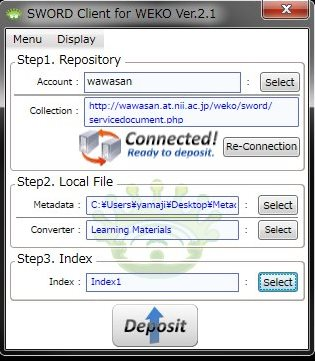 SWORD Client for WEKO Ver.2.1
Menu Display
Step1. Repository
Account : wawasan : Select
Collection : http://wawasan.at.nii.ac.jp/weko/sword/
servicedocument.php
Connected!
Ready to deposit.
Re-Connection
Step2. Local File
Metadata : C:¥Users¥yamaji¥Desktop¥Metac : Select
Converter : Learning Materials : Select
Step3. Index
Index : Index1 : Select
Deposit